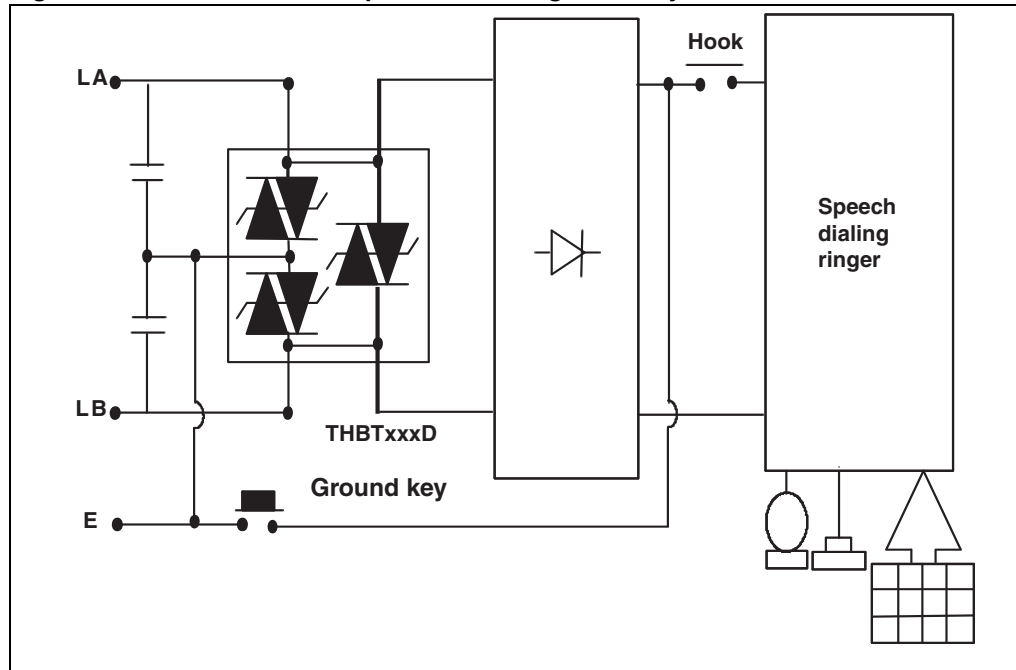 Hook
LA
Speech
dialing
ringer
LB
THBTxxxD
Ground key
E